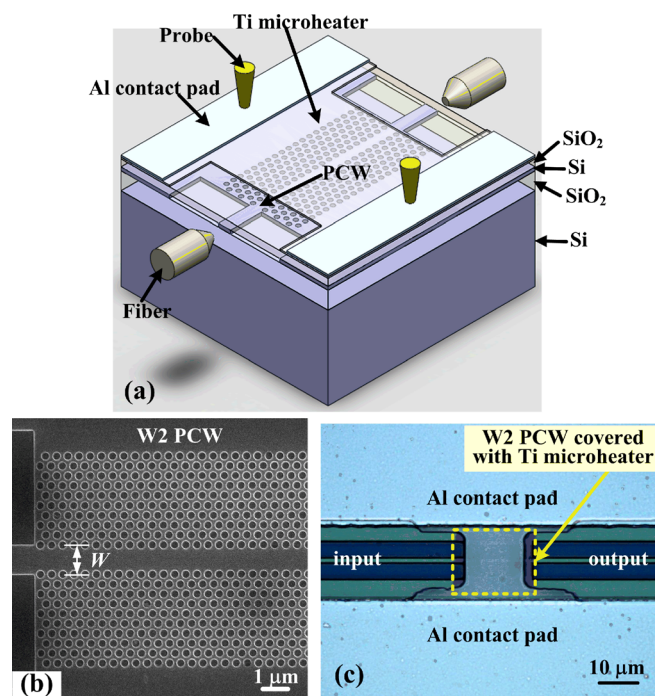 Ti microheater
Probe
Al contact pad
SiO₂
Si
SiO₂
PCW
Si
Fiber
(a)
W2 PCW
W
1 μm
(b)
W2 PCW covered
with Ti microheater
Al contact pad
input
output
Al contact pad
10 μm
(c)